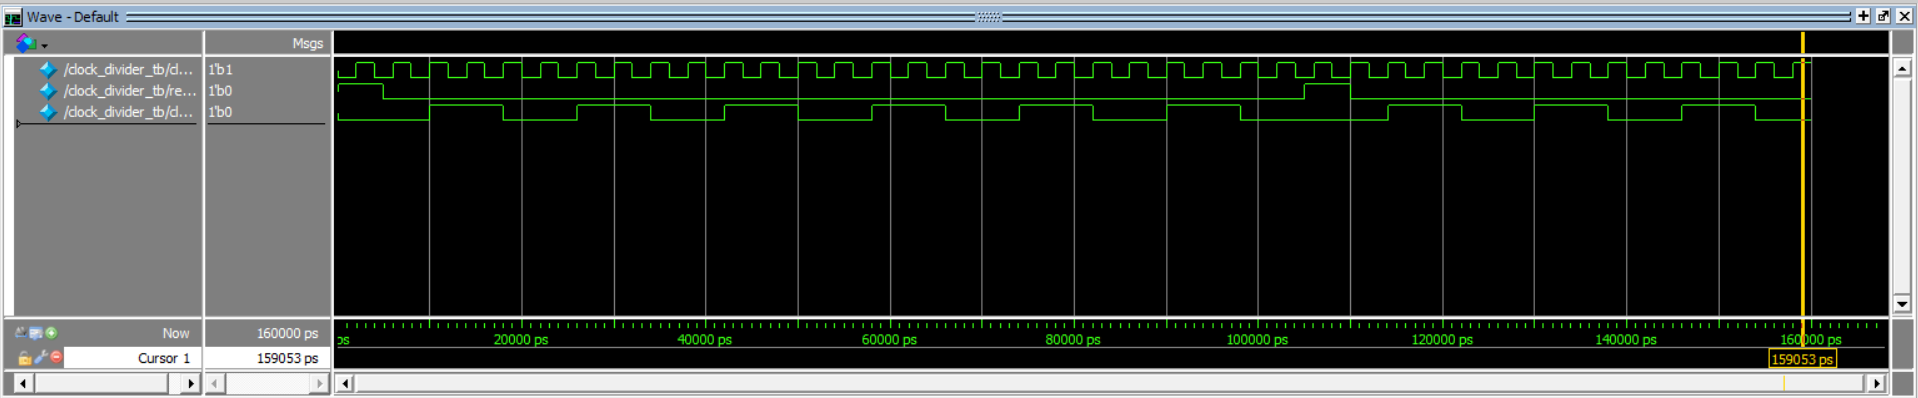 Wave - Default
Msgs
/clock_divider_tb/cl... 1'b1
/clock_divider_tb/re... 1'b0
/clock_divider_tb/cl... 1'b0
Now 160000 ps
ps 20000 ps 40000 ps 60000 ps 80000 ps 100000 ps 120000 ps 140000 ps 160000 ps
Cursor 1 159053 ps
159053 ps